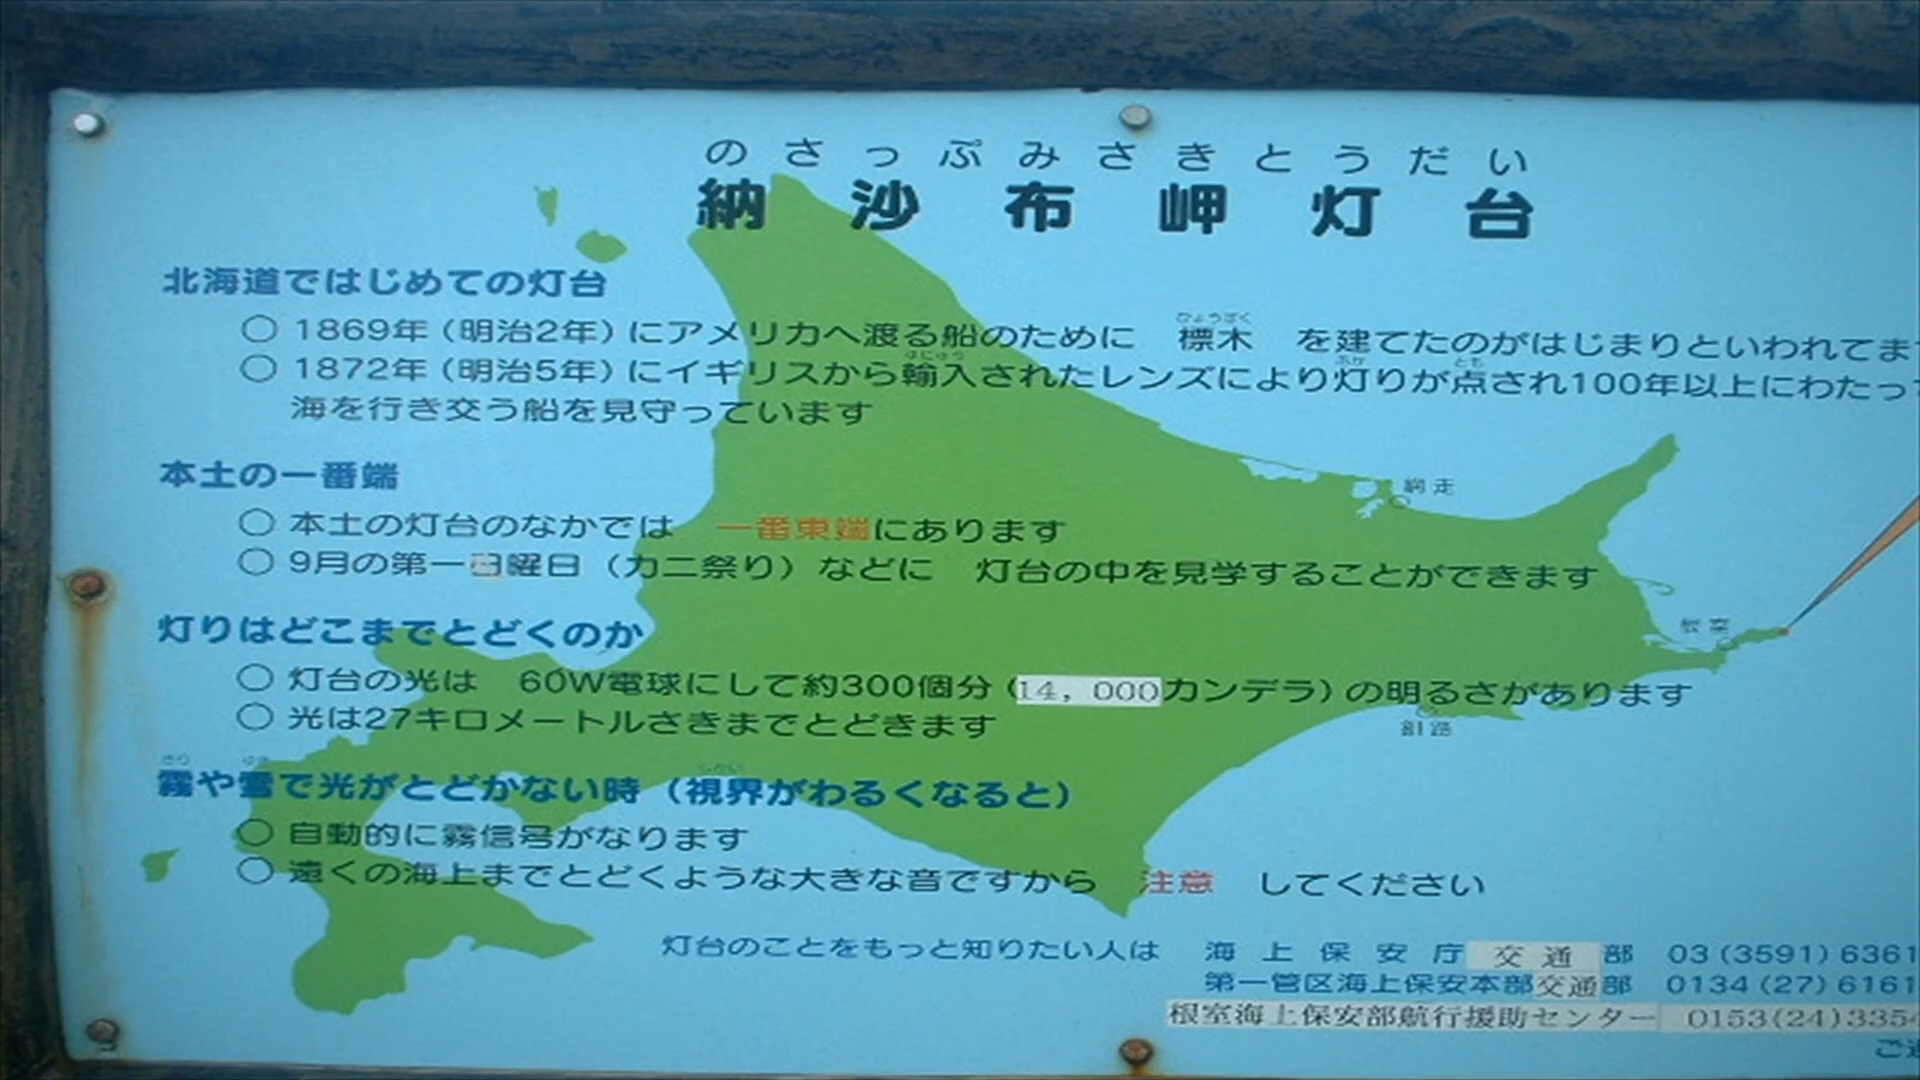 のさっぷみさきとうだい
納沙布岬灯台
北海道ではじめての灯台
ひょうぼく
○ 1869年(明治2年)にアメリカへ渡る船のために 標木 を建てたのがはじまりといわれてま
ゆにゅう とも
○ 1872年(明治5年)にイギリスから輸入されたレンズにより灯りが点され100年以上にわたっ
海を行き交う船を見守っています
網走
本土の一番端
○ 本土の灯台のなかでは 一番東端にあります
○ 9月の第一日曜日(カニ祭り)などに 灯台の中を見学することができます
根室
灯りはどこまでとどくのか
○ 灯台の光は 60W電球にして約300個分(14,000カンデラ)の明るさがあります
○ 光は27キロメートルさきまでとどきます
釧路
きり ゆき しかい
霧や雪で光がとどかない時(視界がわるくなると)
○ 自動的に霧信号がなります
○ 遠くの海上までとどくような大きな音ですから 注意 してください
灯台のことをもっと知りたい人は 海上保安庁交通部 03(3591)6361
第一管区海上保安本部交通部 0134(27)6161
根室海上保安部航行援助センター 0153(24)3354